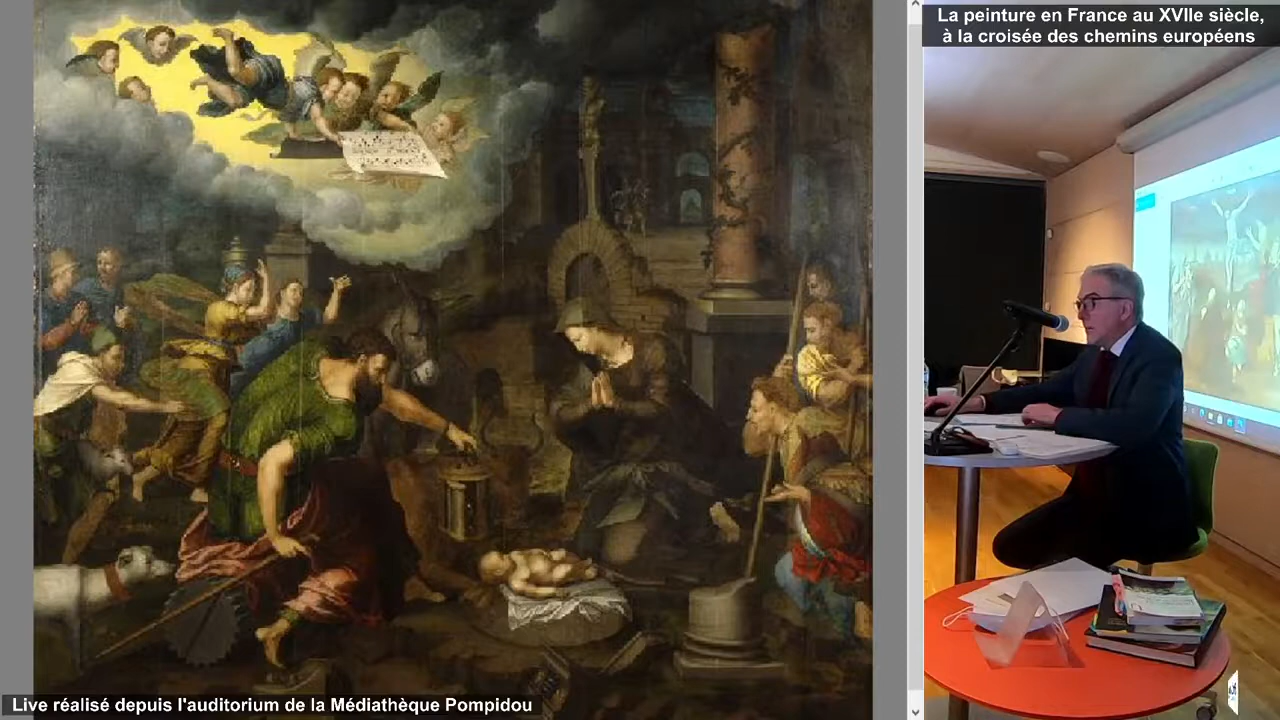 La peinture en France au XVIIe siècle,
à la croisée des chemins européens
Live réalisé depuis l'auditorium de la Médiathèque Pompidou